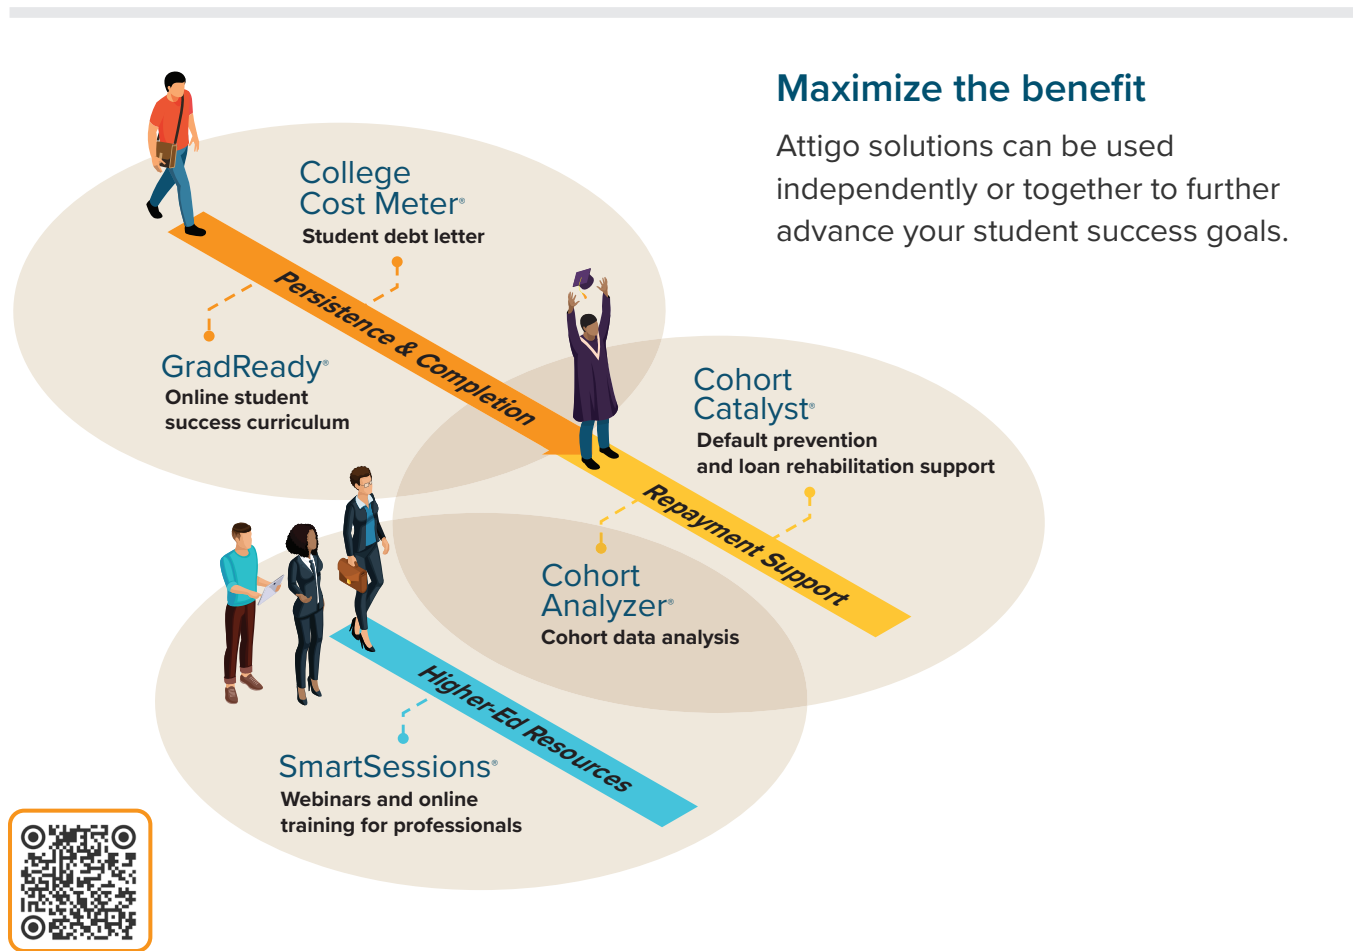 Maximize the benefit
Attigo solutions can be used
independently or together to further
advance your student success goals.
College
Cost Meter®
Student debt letter
Persistence & Completion
GradReady®
Online student
success curriculum
Cohort
Catalyst®
Default prevention
and loan rehabilitation support
Repayment Support
Cohort
Analyzer®
Cohort data analysis
Higher-Ed Resources
SmartSessions®
Webinars and online
training for professionals